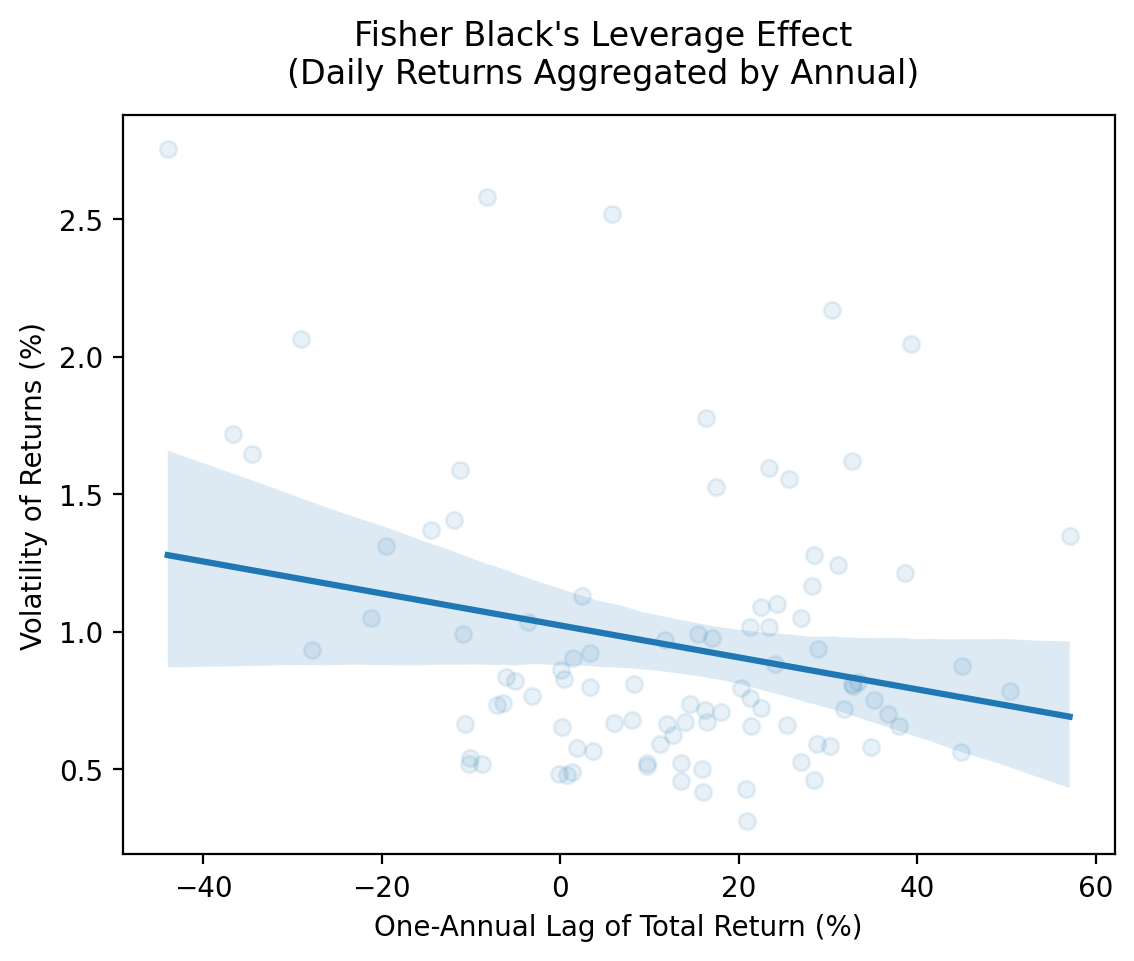 Fisher Black's Leverage Effect
(Daily Returns Aggregated by Annual)
Volatility of Returns (%)
2.5
2.0
1.5
1.0
0.5
−40
−20
0
20
40
60
One-Annual Lag of Total Return (%)